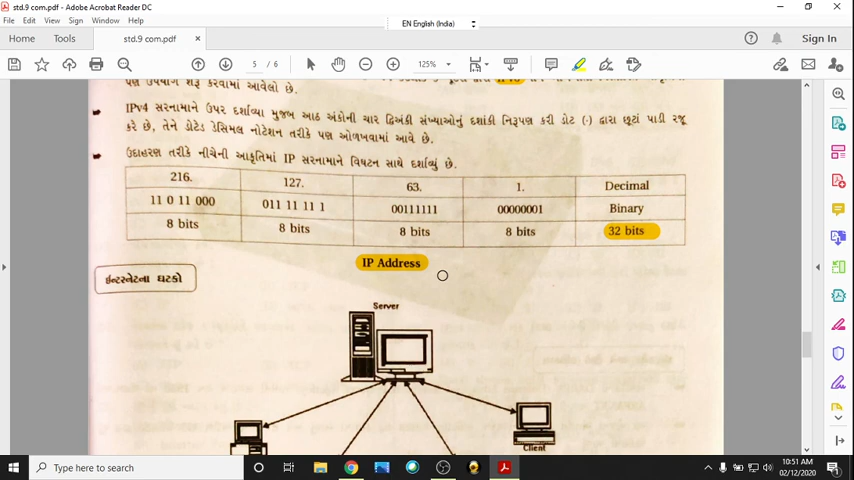 std.9 com.pdf - Adobe Acrobat Reader DC
File Edit View Sign Window Help
EN English (India)
Home Tools std.9 com.pdf × Sign In
5 / 6 125%
પણ ઉપયોગ શરૂ કરવામાં આવેલો છે.
IPv4 સરનામાને ઉપર દર્શાવ્યા મુજબ આઠ અંકોની ચાર દ્વિઅંકી સંખ્યાઓનું દશાંકી નિરૂપણ કરી ડોટ (·) દ્વારા છૂટાં પાડી રજૂ
કરે છે, તેને ડોટેડ ડેસિમલ નોટેશન તરીકે પણ ઓળખવામાં આવે છે.
ઉદાહરણ તરીકે નીચેની આકૃતિમાં IP સરનામાને વિઘટન સાથે દર્શાવ્યું છે.
216. 127. 63. 1. Decimal
11 0 11 000 011 11 11 1 00111111 00000001 Binary
8 bits 8 bits 8 bits 8 bits 32 bits
IP Address
ઇન્ટરનેટના ઘટકો
Server
Client
Type here to search
10:51 AM
02/12/2020